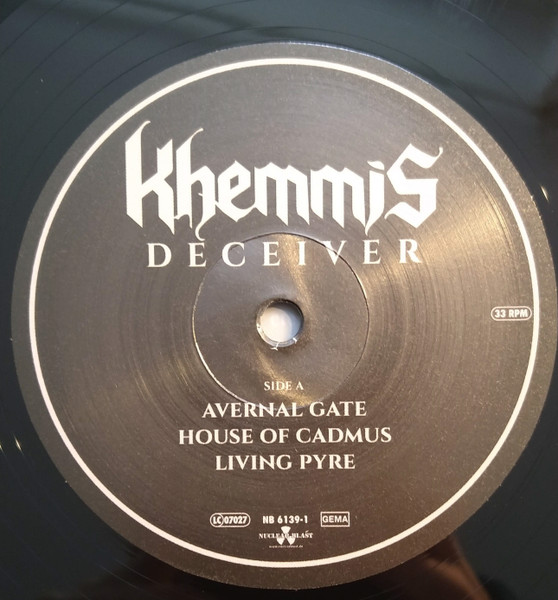 Khemmis
DECEIVER
33 RPM
SIDE A
AVERNAL GATE
HOUSE OF CADMUS
LIVING PYRE
LC 07027 NB 6139-1 GEMA
NUCLEAR BLAST